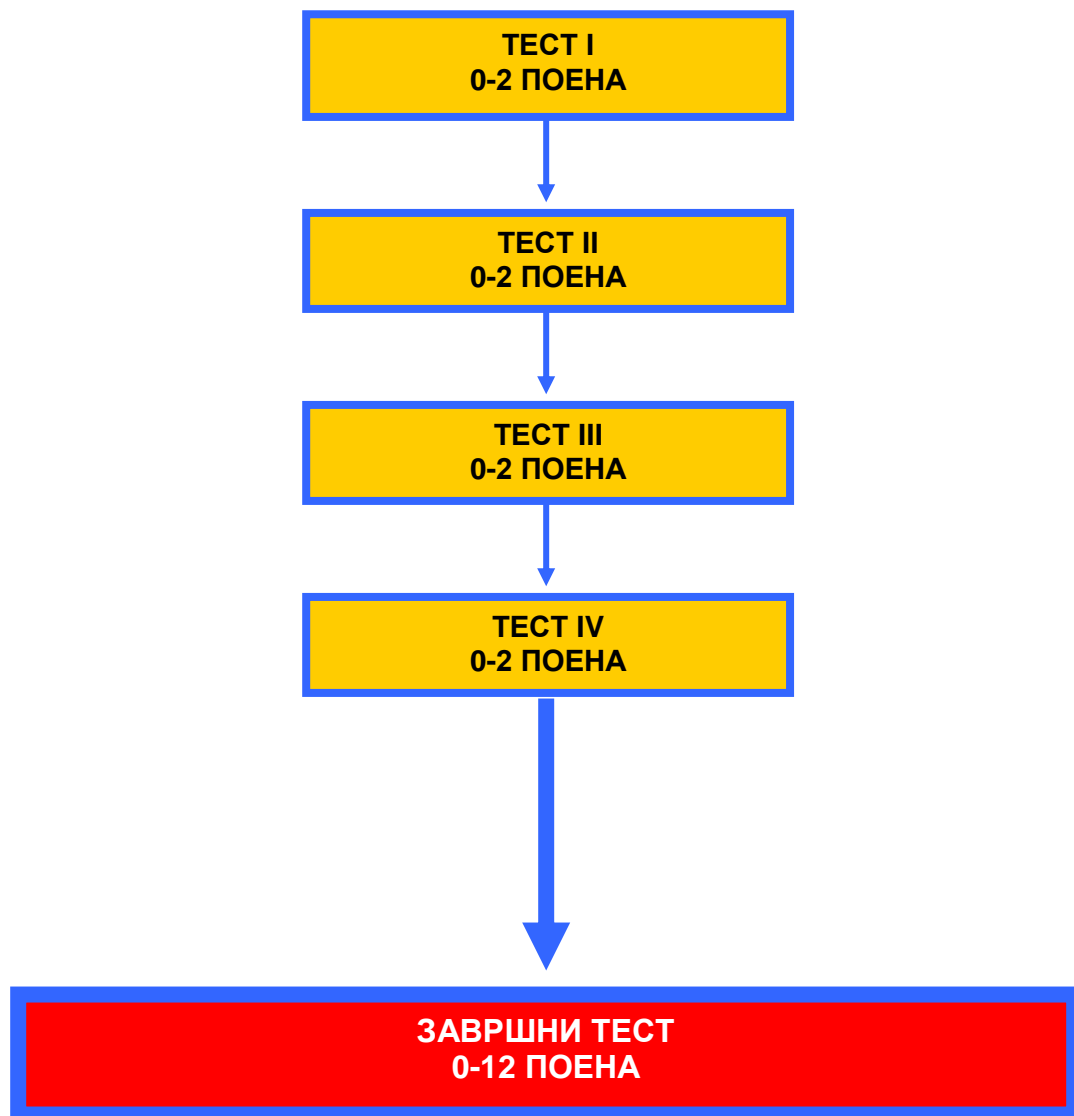 ТЕСТ I
0-2 ПОЕНА
ТЕСТ II
0-2 ПОЕНА
ТЕСТ III
0-2 ПОЕНА
ТЕСТ IV
0-2 ПОЕНА
ЗАВРШНИ ТЕСТ
0-12 ПОЕНА